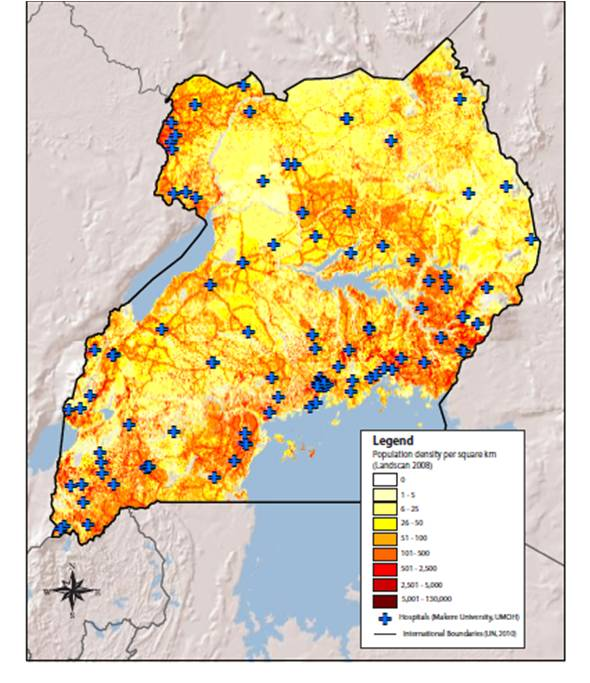 Legend
Population density per square km
(Landscan 2008)
0
1 - 5
6 - 25
26 - 50
51 - 100
101 - 500
501 - 2,500
2,501 - 5,000
5,001 - 130,000
Hospitals (Makere University, UMOH)
International Boundaries (UN, 2010)
N
S